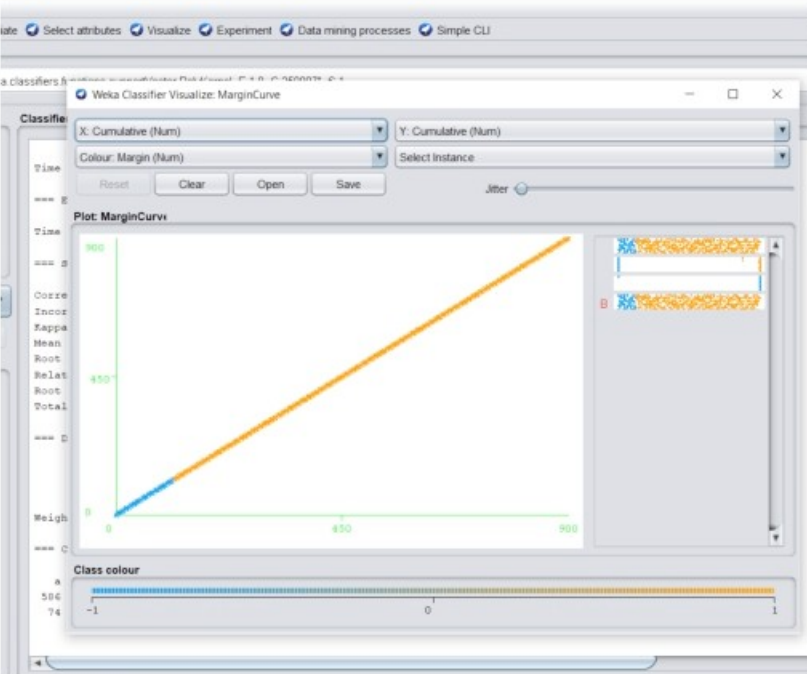 Select attributes Visualize Experiment Data mining processes Simple CLI
Weka Classifier Visualize: MarginCurve
Classifie
X: Cumulative (Num) Y: Cumulative (Num)
Colour: Margin (Num) Select Instance
Reset Clear Open Save Jitter
Plot: MarginCurve
Time
=== E
Time
=== S
Corre
Incor
Kappa
Mean
Root
Relat
Root
Total
=== D
Weigh
=== C
a
506
74
900
450
0
0 450 900
B
Class colour
-1 0 1